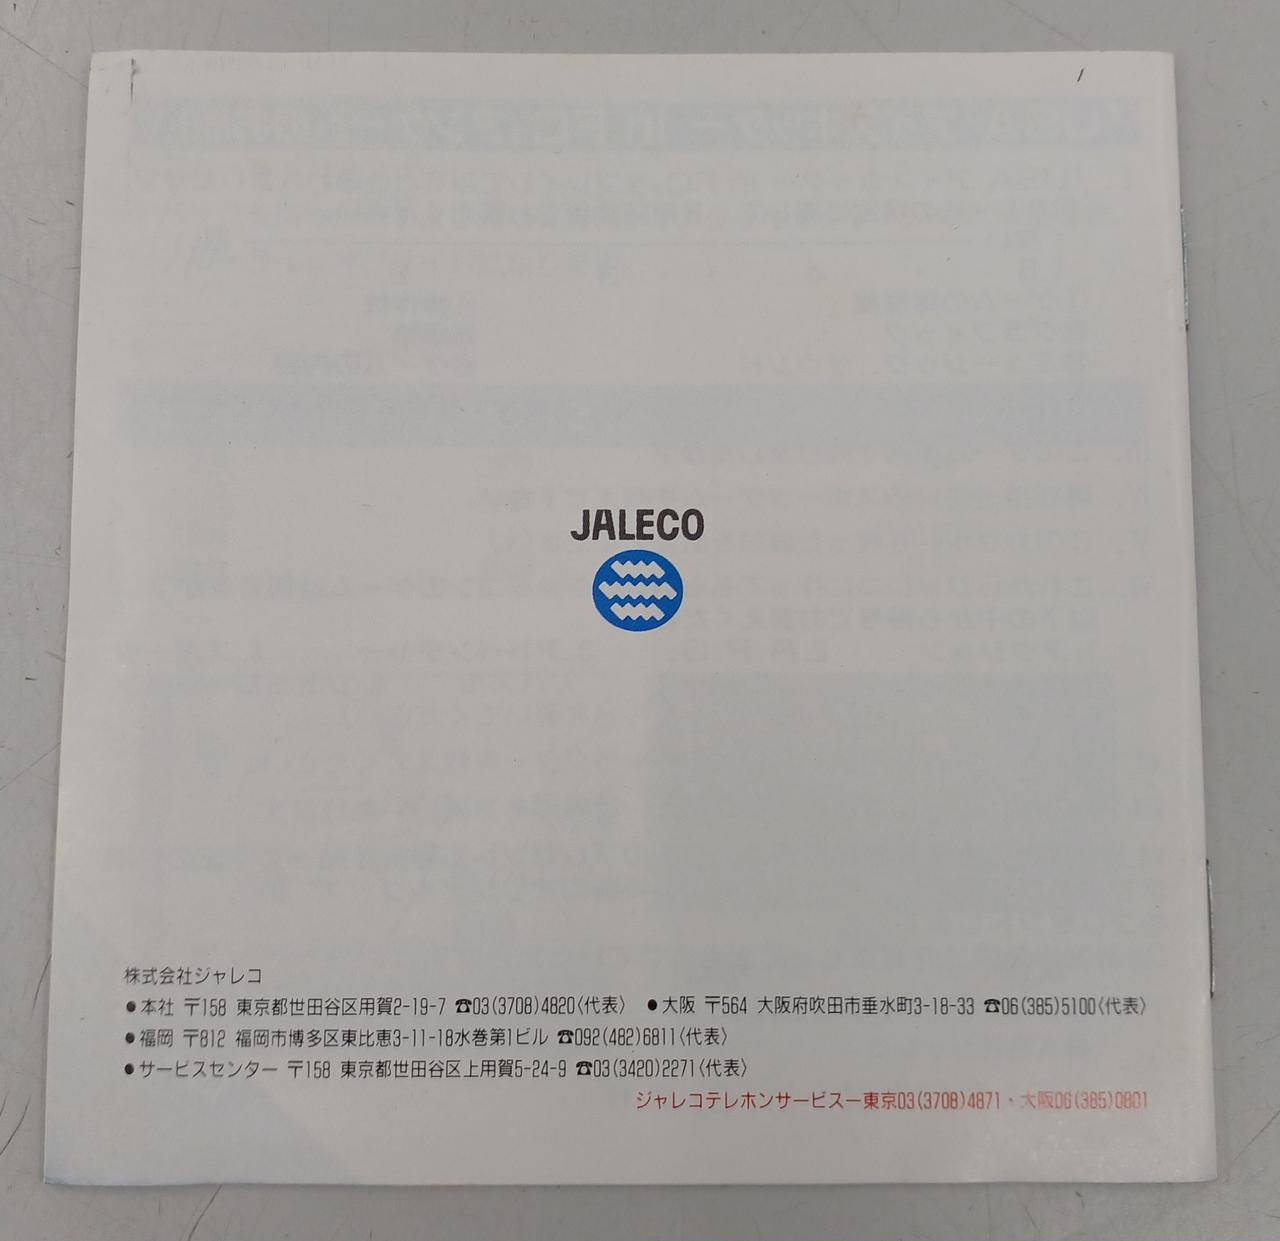 JALECO
株式会社ジャレコ
●本社 〒158 東京都世田谷区用賀2-19-7 ☎03(3708)4820〈代表〉 ●大阪 〒564 大阪府吹田市垂水町3-18-33 ☎06(385)5100〈代表〉
●福岡 〒812 福岡市博多区東比恵3-11-18水巻第1ビル ☎092(482)6811〈代表〉
●サービスセンター 〒158 東京都世田谷区上用賀5-24-9 ☎03(3420)2271〈代表〉
ジャレコテレホンサービスー東京03(3708)4871・大阪06(385)0801